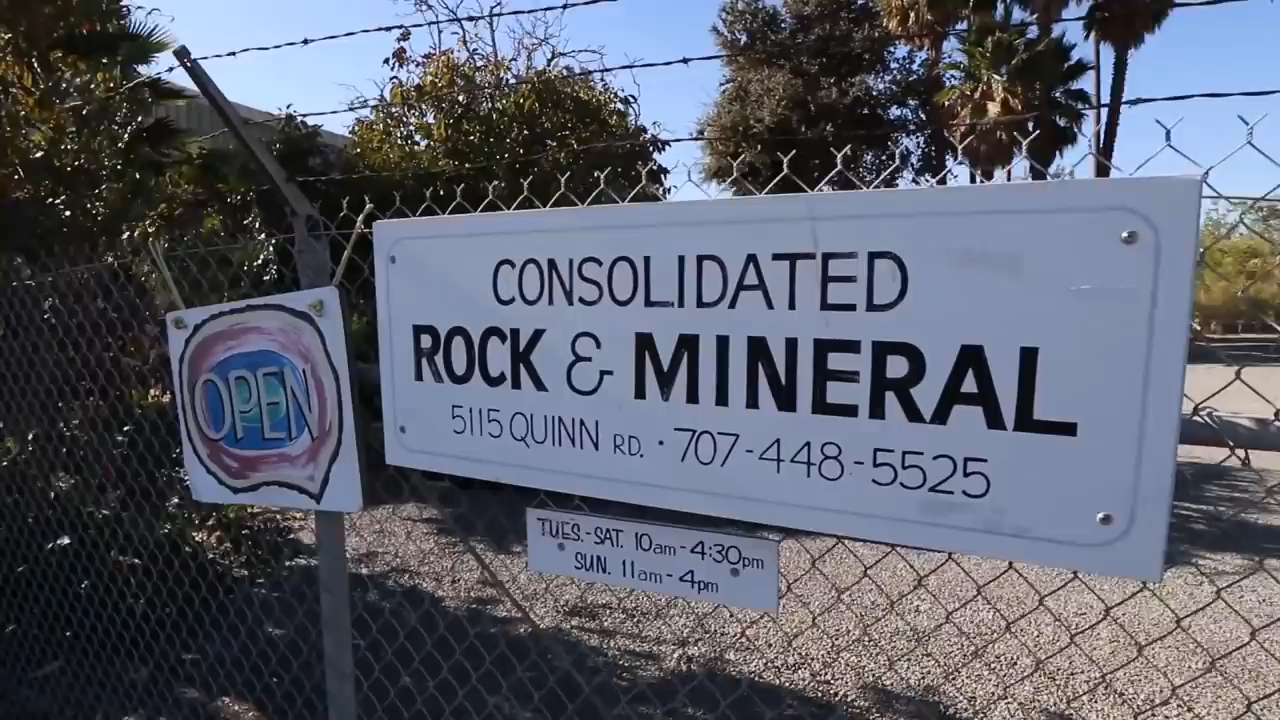 OPEN
CONSOLIDATED
ROCK & MINERAL
5115 QUINN RD. · 707-448-5525
TUES.-SAT. 10am-4:30pm
SUN. 11am-4pm